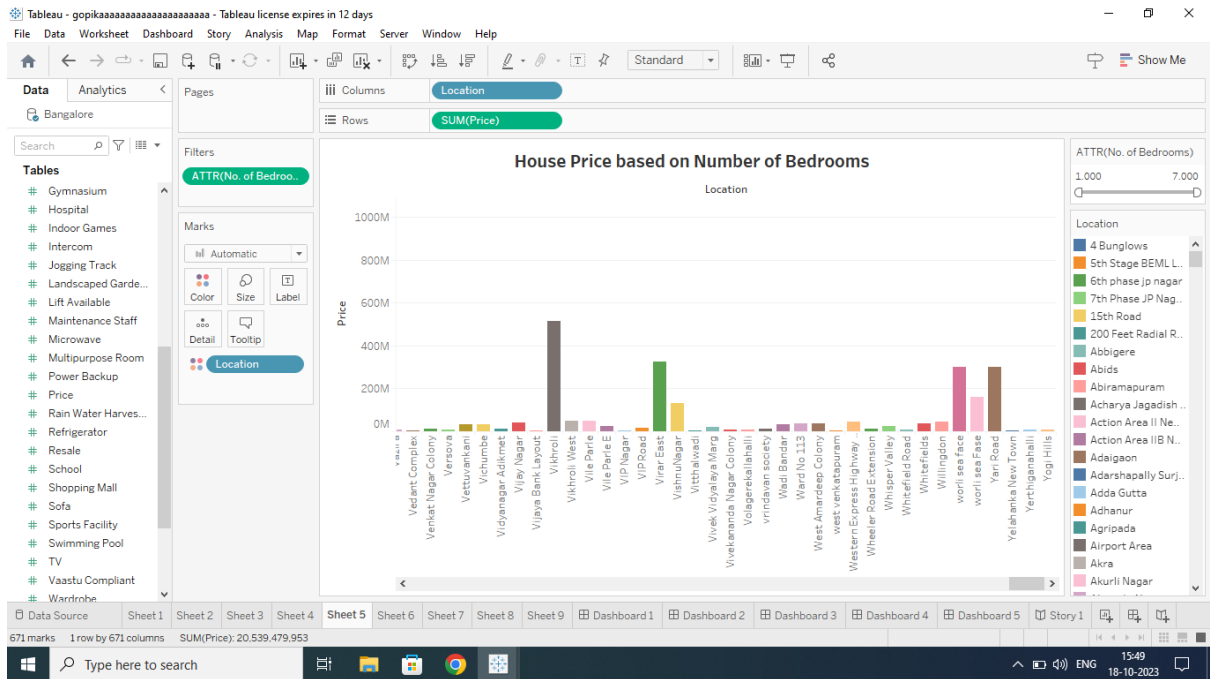 Tableau - gopikaaaaaaaaaaaaaaaaaaaaa - Tableau license expires in 12 days
File Data Worksheet Dashboard Story Analysis Map Format Server Window Help
Standard
Show Me
Data Analytics
Bangalore
Search
Tables
Gymnasium
Hospital
Indoor Games
Intercom
Jogging Track
Landscaped Garde...
Lift Available
Maintenance Staff
Microwave
Multipurpose Room
Power Backup
Price
Rain Water Harves...
Refrigerator
Resale
School
Shopping Mall
Sofa
Sports Facility
Swimming Pool
TV
Vaastu Compliant
Wardrobe
Pages
Filters
ATTR(No. of Bedroo..
Marks
Automatic
Color Size Label
Detail Tooltip
Location
Columns Location
Rows SUM(Price)
House Price based on Number of Bedrooms
Location
Price
1000M
800M
600M
400M
200M
0M
Vedant Complex
Venkat Nagar Colony
Versova
Vettuvankani
Vichumbe
Vidyanagar Adikmet
Vijay Nagar
Vijaya Bank Layout
Vikhroli
Vikhroli West
Vile Parle
Vile Parle E
VIP Nagar
VIP Road
Virar East
VishnuNagar
Vitthalwadi
Vivek Vidyalaya Marg
Vivekananda Nagar Colony
Volagerekallahalli
vrindavan society
Wadi Bandar
Ward No 113
West Amardeep Colony
west venkatapuram
Western Express Highway ..
Wheeler Road Extension
Whisper Valley
Whitefield Road
Whitefields
Willingdon
worli sea face
worli sea Fase
Yari Road
Yelahanka New Town
Yerthiganahalli
Yogi Hills
ATTR(No. of Bedrooms)
1.000 7.000
Location
4 Bunglows
5th Stage BEML L..
6th phase jp nagar
7th Phase JP Nag..
15th Road
200 Feet Radial R..
Abbigere
Abids
Abiramapuram
Acharya Jagadish ..
Action Area II Ne..
Action Area IIB N..
Adaigaon
Adarshapally Surj..
Adda Gutta
Adhanur
Agripada
Airport Area
Akra
Akurli Nagar
Data Source Sheet 1 Sheet 2 Sheet 3 Sheet 4 Sheet 5 Sheet 6 Sheet 7 Sheet 8 Sheet 9 Dashboard 1 Dashboard 2 Dashboard 3 Dashboard 4 Dashboard 5 Story 1
671 marks 1 row by 671 columns SUM(Price): 20,539,479,953
Type here to search
ENG
15:49
18-10-2023